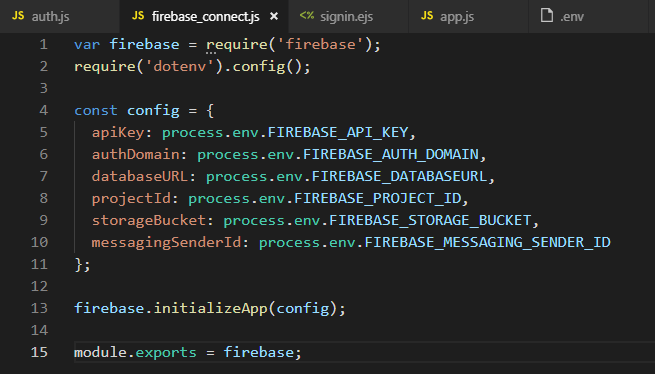 JS auth.js JS firebase_connect.js × <% signin.ejs JS app.js .env
1 var firebase = require('firebase');
2 require('dotenv').config();
3
4 const config = {
5 apiKey: process.env.FIREBASE_API_KEY,
6 authDomain: process.env.FIREBASE_AUTH_DOMAIN,
7 databaseURL: process.env.FIREBASE_DATABASEURL,
8 projectId: process.env.FIREBASE_PROJECT_ID,
9 storageBucket: process.env.FIREBASE_STORAGE_BUCKET,
10 messagingSenderId: process.env.FIREBASE_MESSAGING_SENDER_ID
11 };
12
13 firebase.initializeApp(config);
14
15 module.exports = firebase;